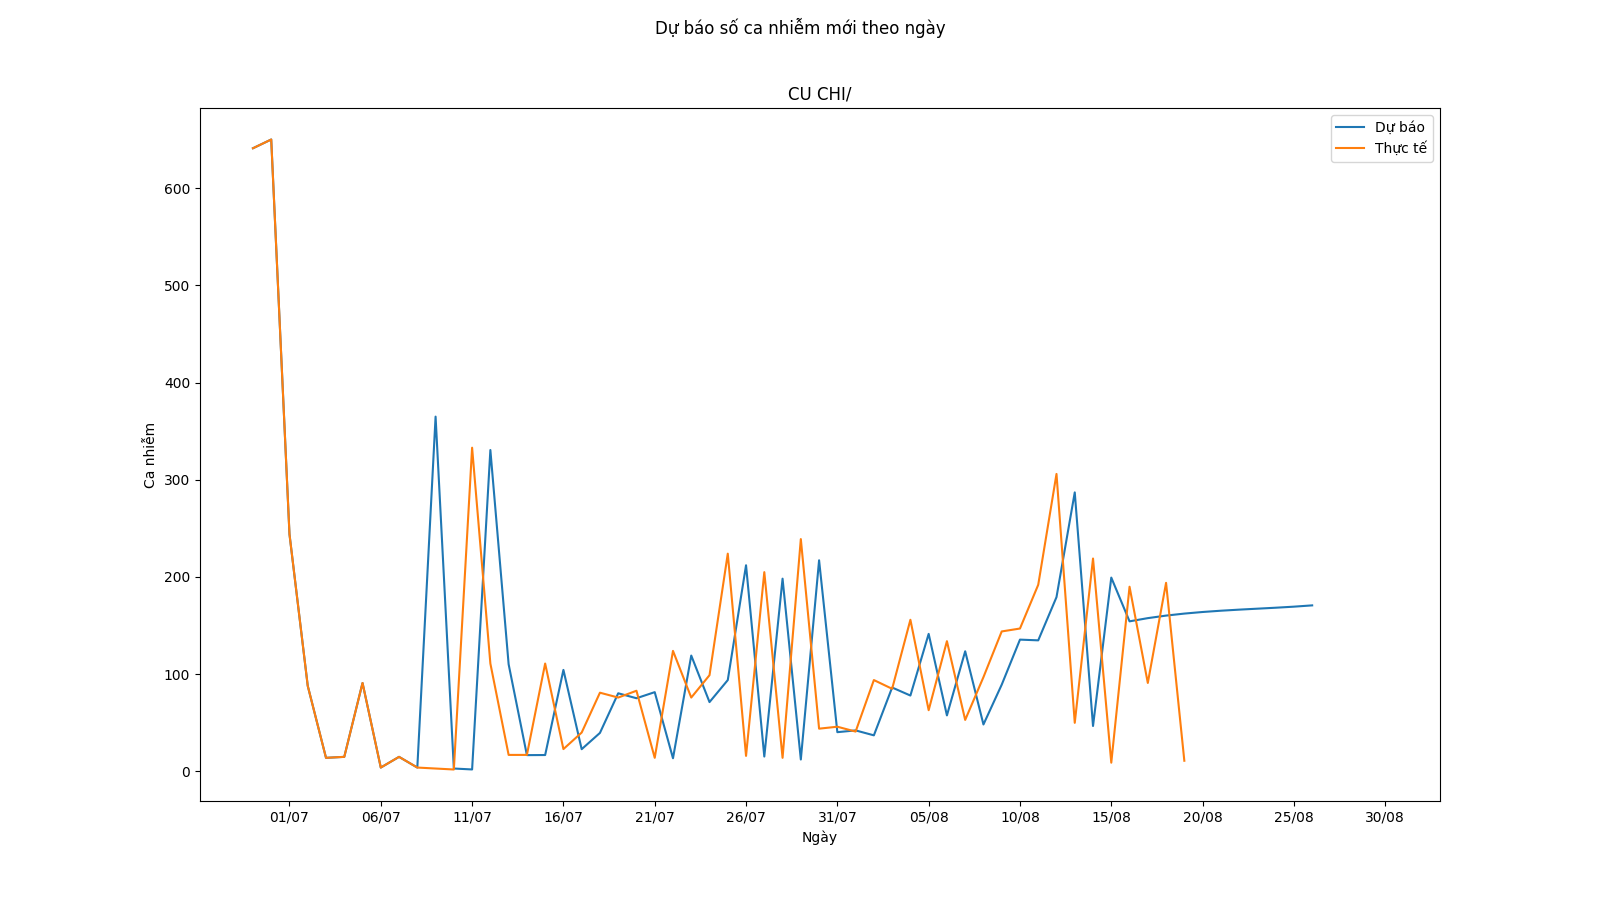 Dự báo số ca nhiễm mới theo ngày
CU CHI/
Dự báo
Thực tế
600
500
400
300
200
100
0
Ca nhiễm
01/07 06/07 11/07 16/07 21/07 26/07 31/07 05/08 10/08 15/08 20/08 25/08 30/08
Ngày